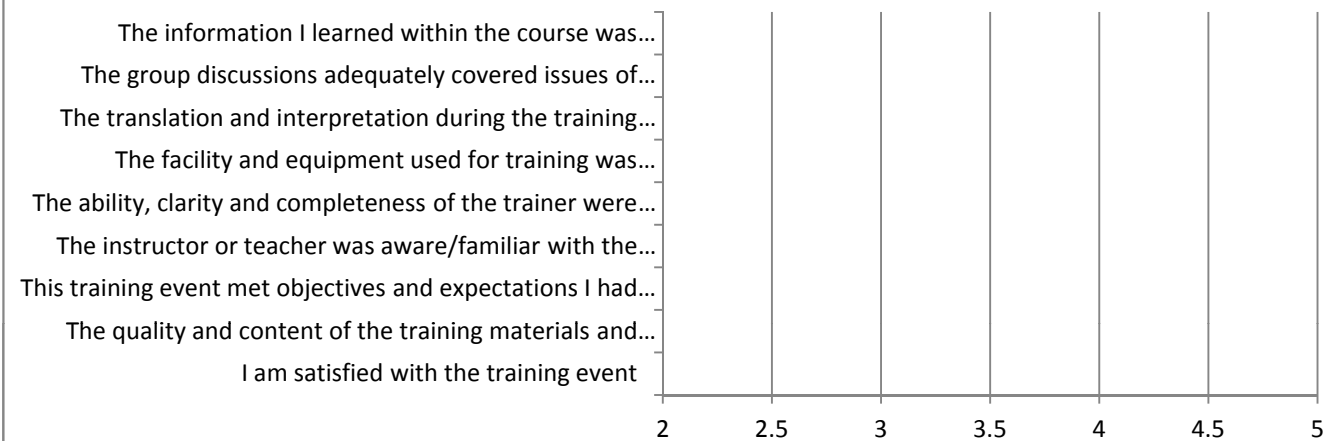 The information I learned within the course was…
The group discussions adequately covered issues of…
The translation and interpretation during the training…
The facility and equipment used for training was…
The ability, clarity and completeness of the trainer were…
The instructor or teacher was aware/familiar with the…
This training event met objectives and expectations I had…
The quality and content of the training materials and…
I am satisfied with the training event
2 2.5 3 3.5 4 4.5 5